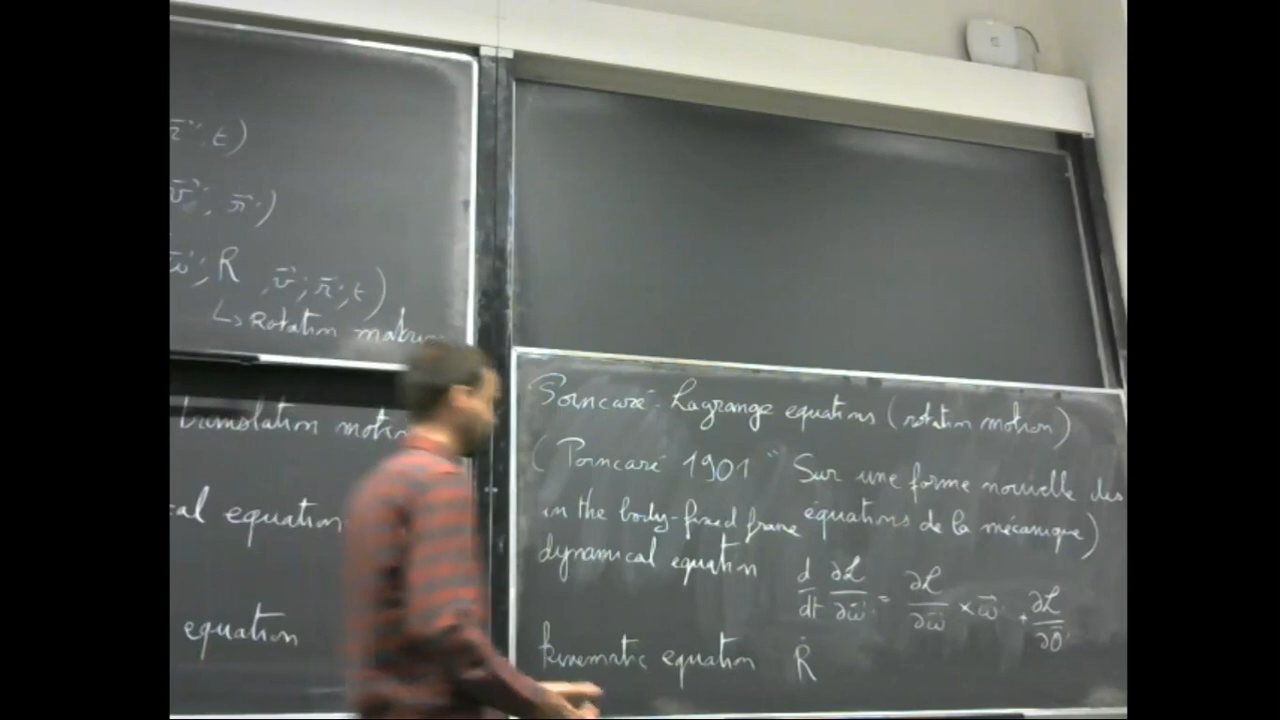 , t)
v⃗ ; r⃗ )
ω⃗ ; R , v⃗ ; r⃗ ; t )
↳ Rotation
translation
equation
equation
Poincaré-Lagrange equations (rotation motion)
( Poincaré 1901 " Sur une forme nouvelle des
équations de la mécanique)
in the body-fixed frame
dynamical equation d/dt ∂ℒ/∂ω⃗ = ∂ℒ/∂ω⃗ × ω⃗ + ∂ℒ/∂θ⃗
kinematic equation Ṙ